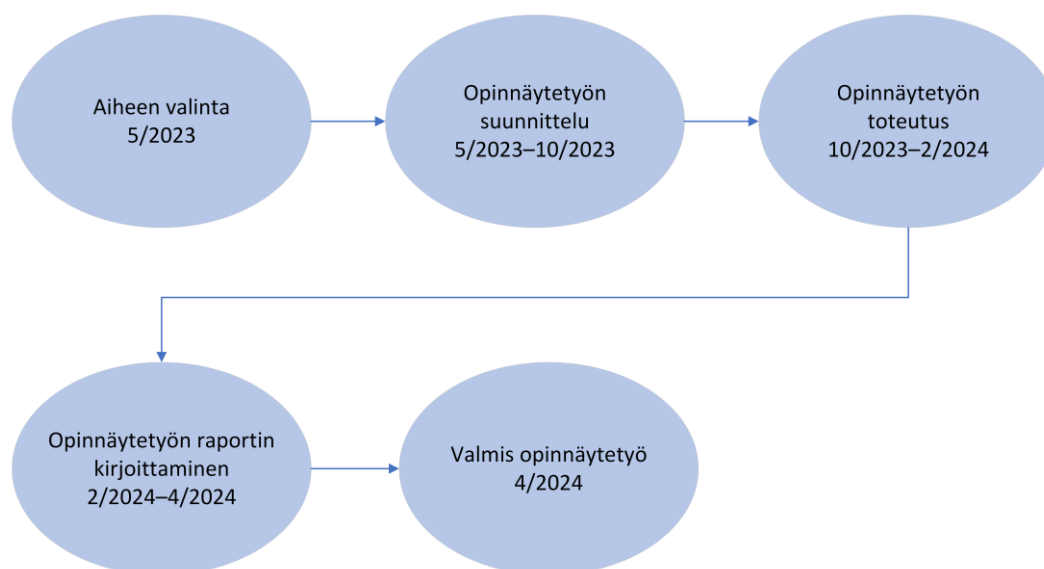 Aiheen valinta
5/2023
Opinnäytetyön
suunnittelu
5/2023–10/2023
Opinnäytetyön
toteutus
10/2023–2/2024
Opinnäytetyön raportin
kirjoittaminen
2/2024–4/2024
Valmis opinnäytetyö
4/2024